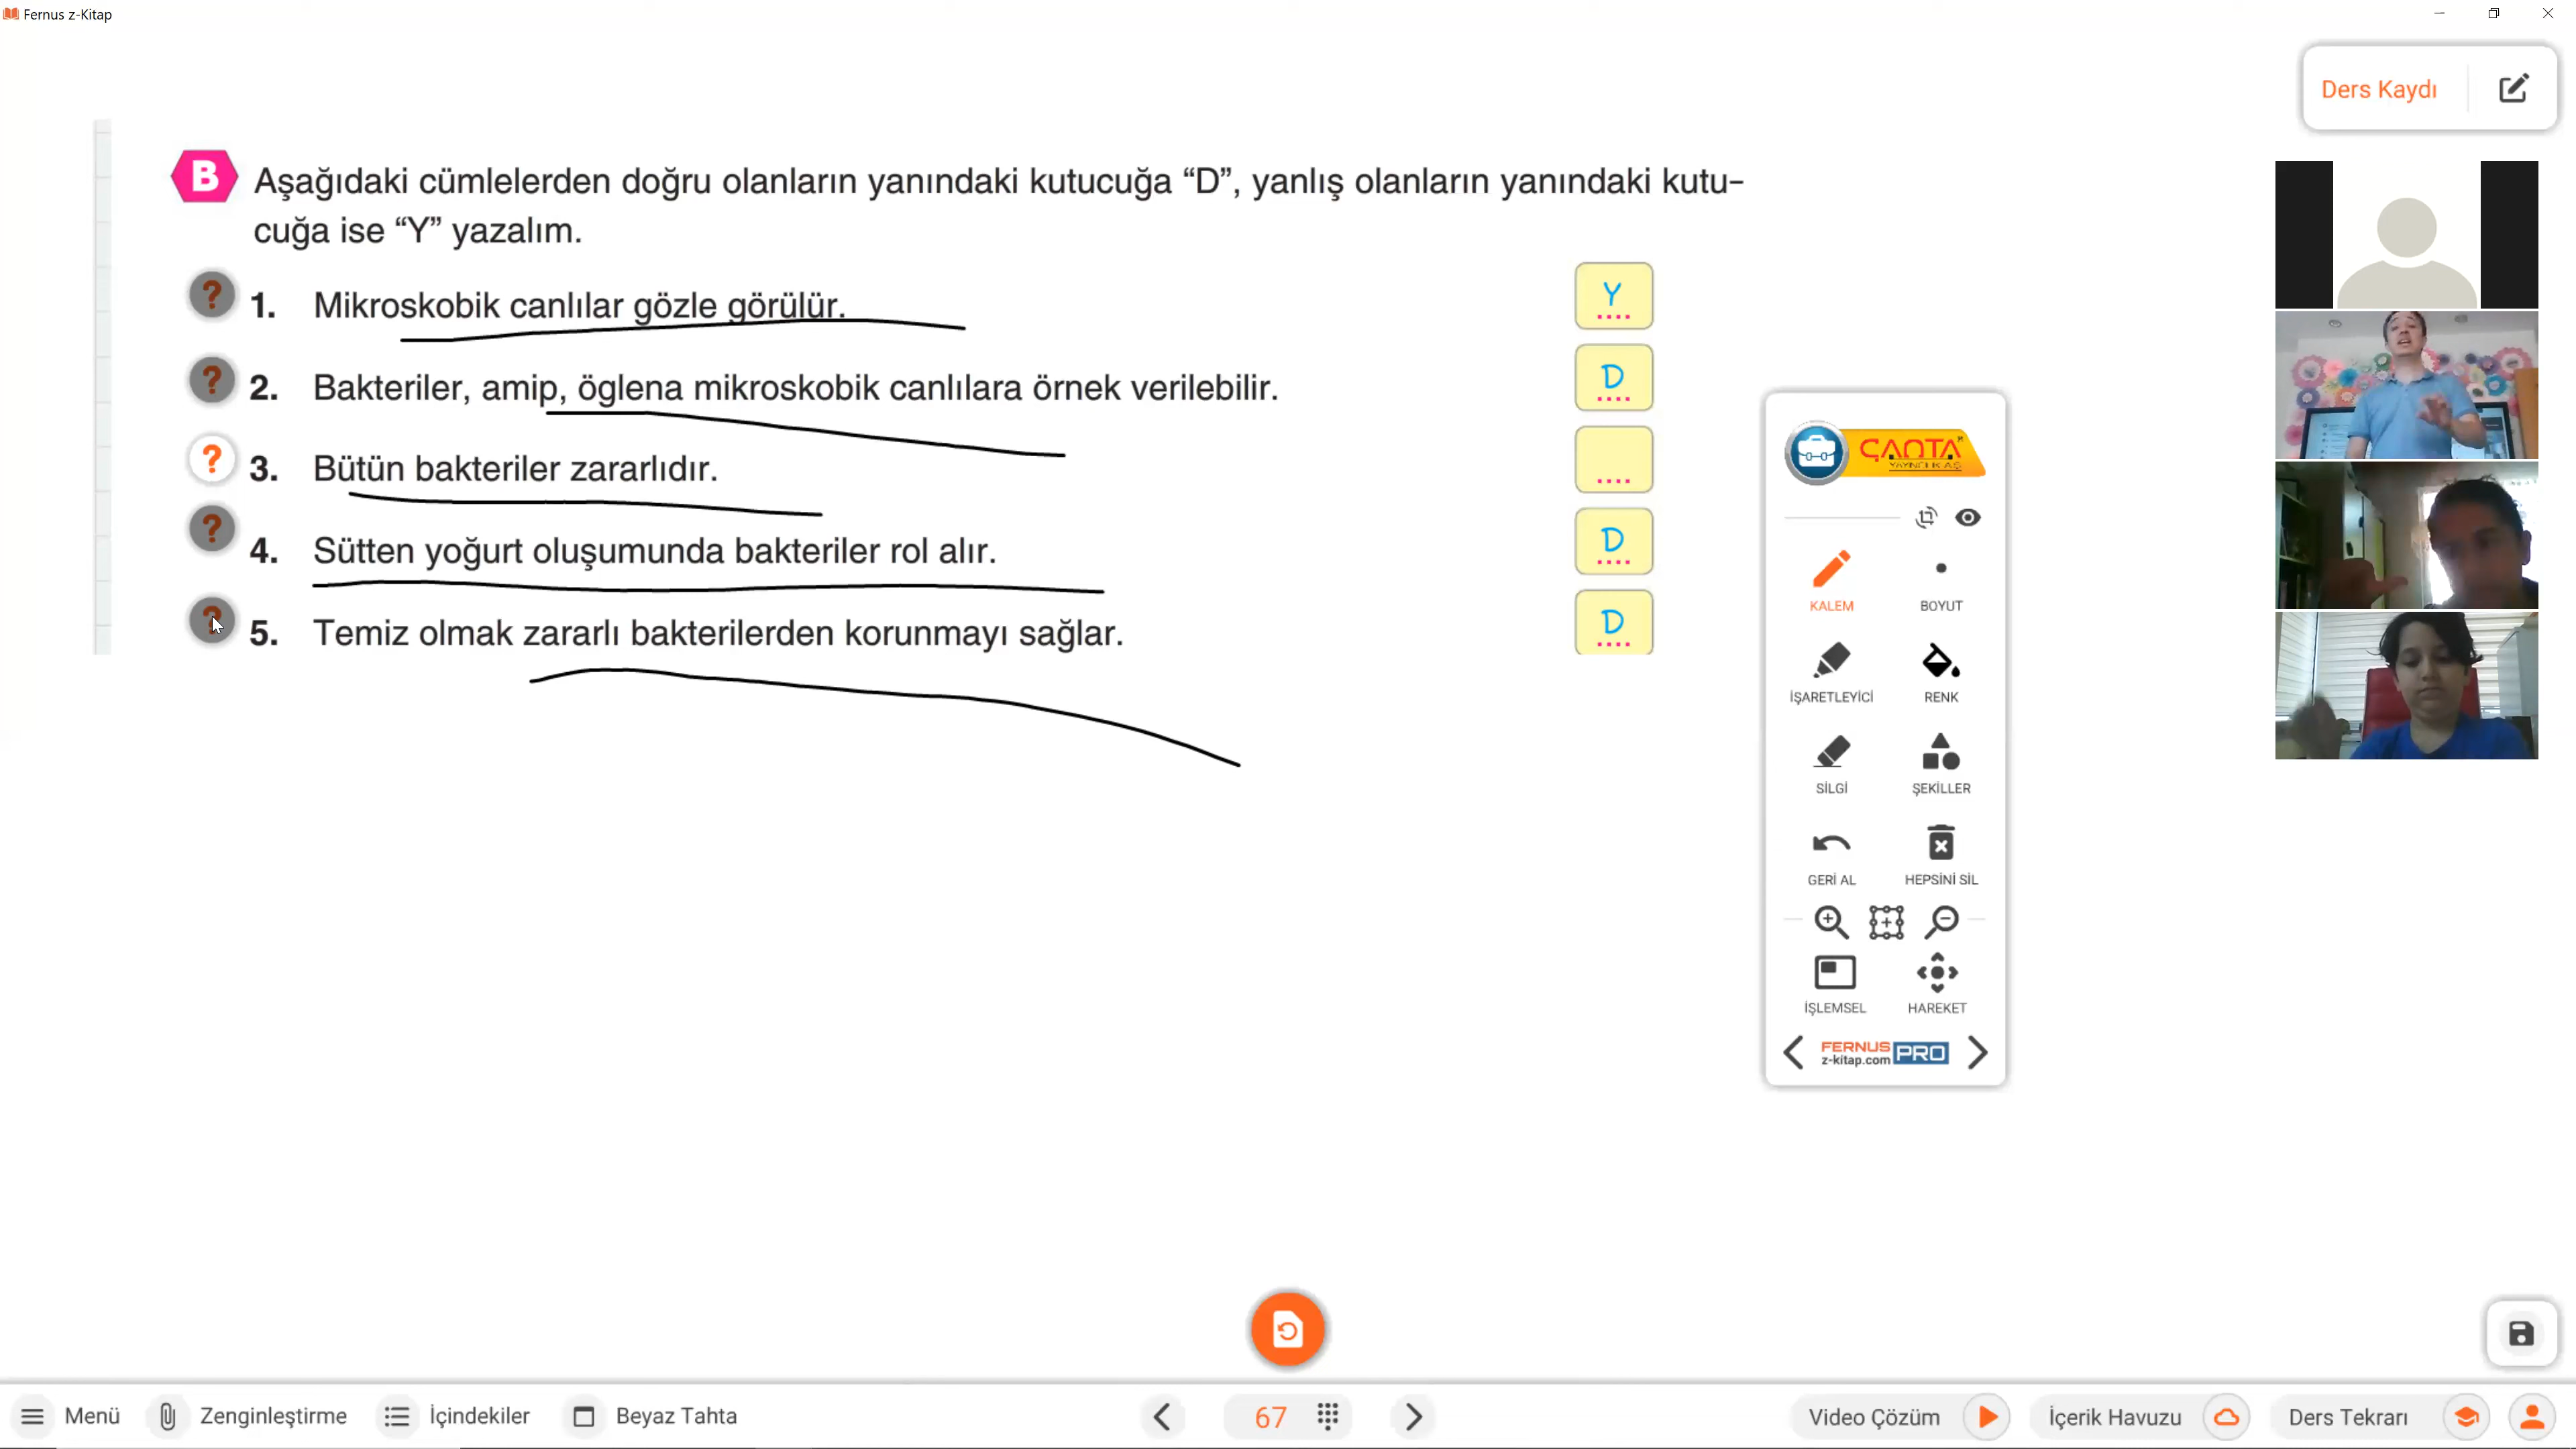 Fernus z-Kitap
Ders Kaydı
B Aşağıdaki cümlelerden doğru olanların yanındaki kutucuğa “D”, yanlış olanların yanındaki kutu-
cuğa ise “Y” yazalım.
? 1. Mikroskobik canlılar gözle görülür. Y
....
? 2. Bakteriler, amip, öglena mikroskobik canlılara örnek verilebilir. D
....
? 3. Bütün bakteriler zararlıdır.
....
? 4. Sütten yoğurt oluşumunda bakteriler rol alır. D
....
? 5. Temiz olmak zararlı bakterilerden korunmayı sağlar. D
....
ÇANTA
YAYINCILIK A.Ş.
KALEM BOYUT
İŞARETLEYİCİ RENK
SİLGİ ŞEKİLLER
GERİ AL HEPSİNİ SİL
İŞLEMSEL HAREKET
FERNUS PRO
z-kitap.com
Menü Zenginleştirme İçindekiler Beyaz Tahta 67 Video Çözüm İçerik Havuzu Ders Tekrarı